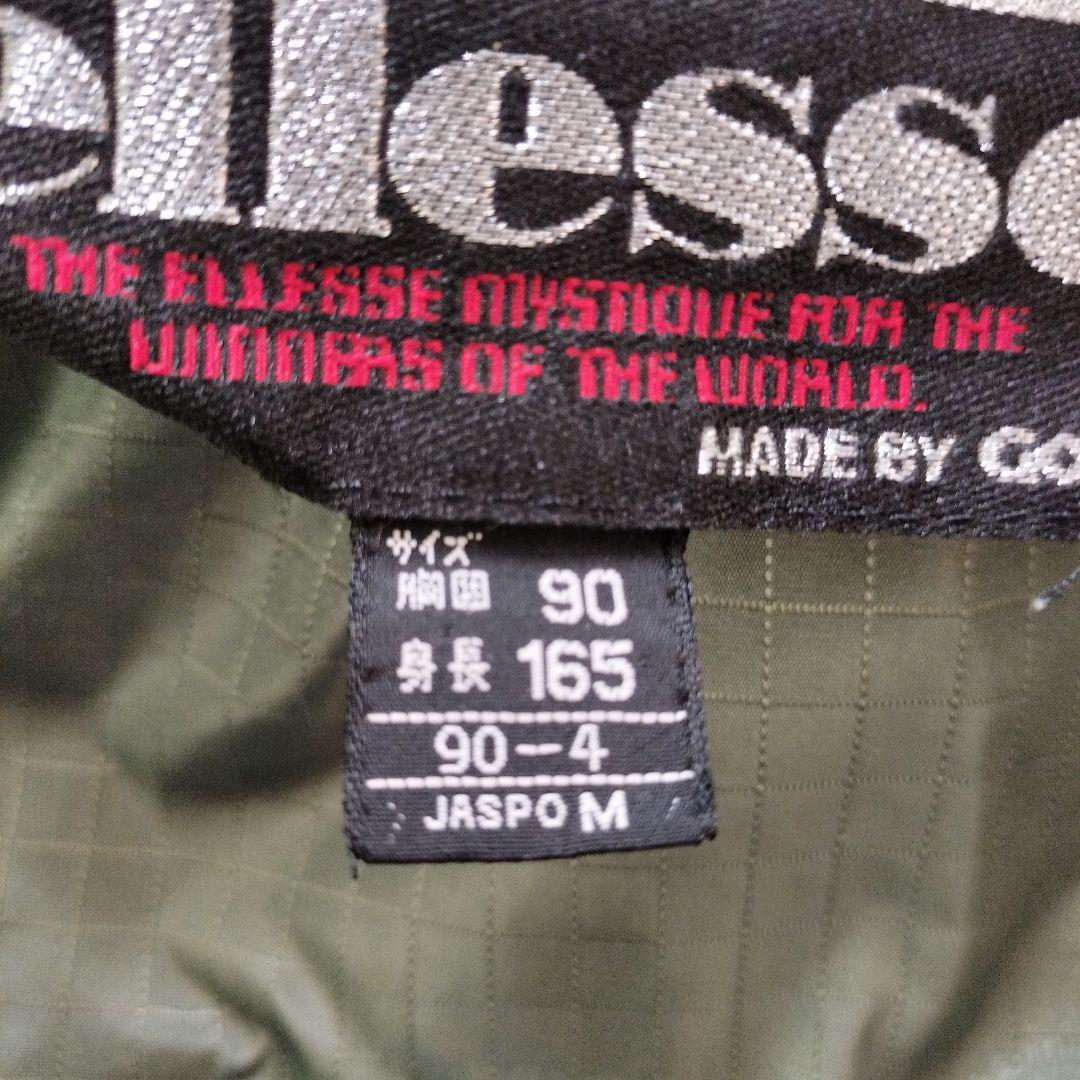 ellesse
THE ELLESSE MYSTIQUE FOR THE
WINNERS OF THE WORLD.
MADE BY GO
サイズ
胸囲 90
身長 165
90-4
JASPO M